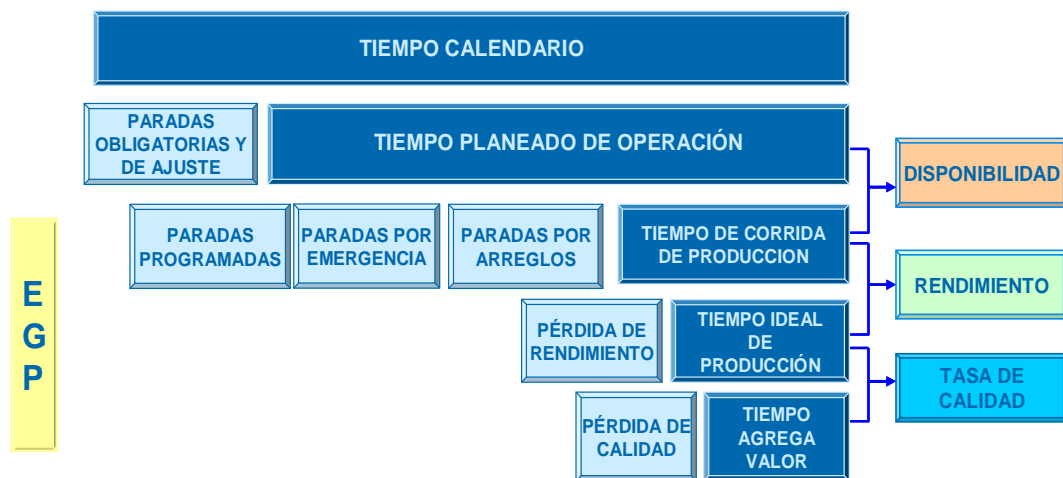 TIEMPO CALENDARIO
PARADAS
OBLIGATORIAS Y
DE AJUSTE
TIEMPO PLANEADO DE OPERACIÓN
DISPONIBILIDAD
PARADAS
PROGRAMADAS
PARADAS POR
EMERGENCIA
PARADAS POR
ARREGLOS
TIEMPO DE CORRIDA
DE PRODUCCION
RENDIMIENTO
E
G
P
PÉRDIDA DE
RENDIMIENTO
TIEMPO IDEAL
DE
PRODUCCIÓN
TASA DE
CALIDAD
PÉRDIDA DE
CALIDAD
TIEMPO
AGREGA
VALOR